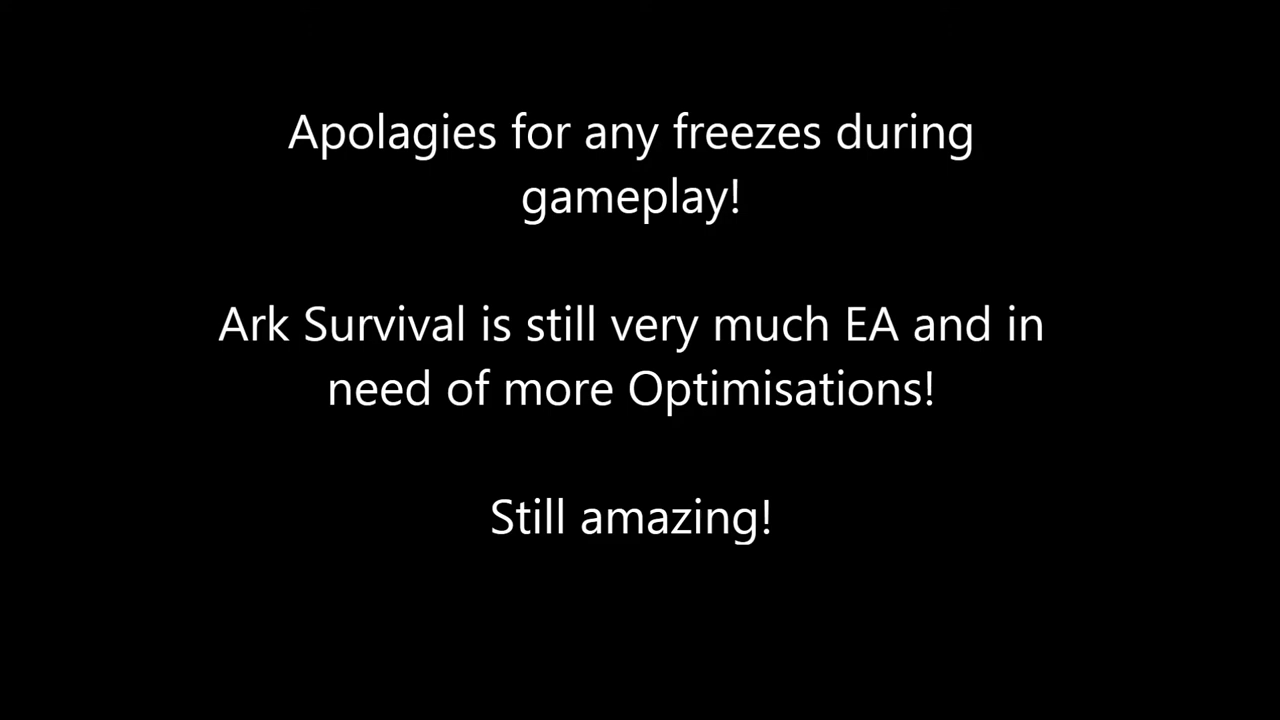 Apolagies for any freezes during
gameplay!
Ark Survival is still very much EA and in
need of more Optimisations!
Still amazing!